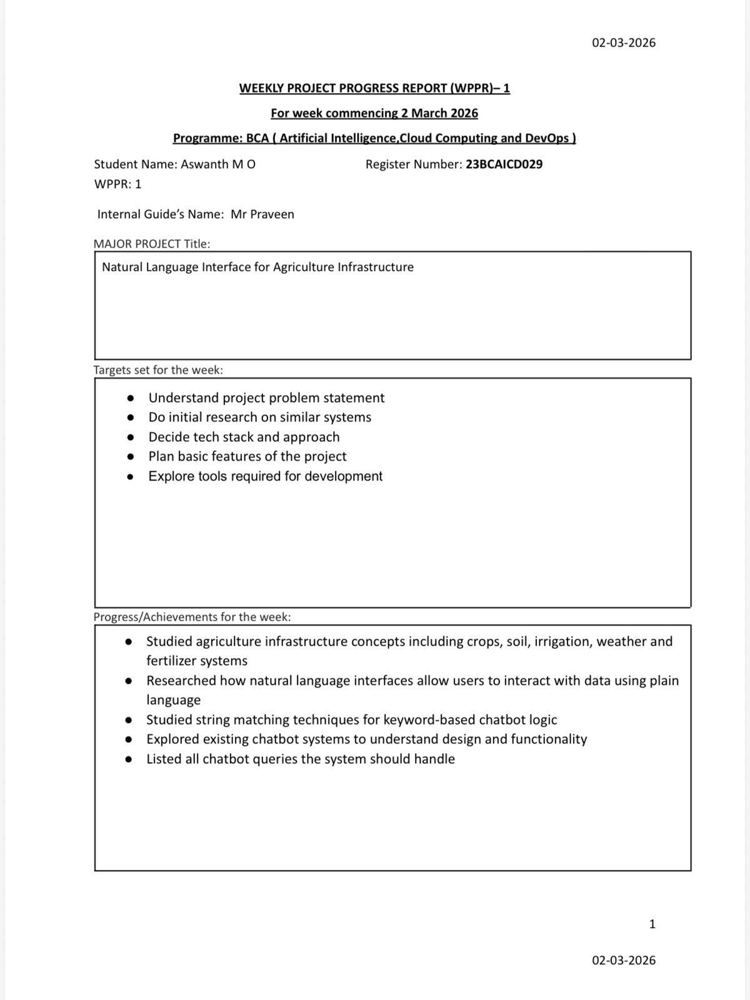 02-03-2026
WEEKLY PROJECT PROGRESS REPORT (WPPR)– 1
For week commencing 2 March 2026
Programme: BCA ( Artificial Intelligence,Cloud Computing and DevOps )
Student Name: Aswanth M O Register Number: 23BCAICD029
WPPR: 1
Internal Guide’s Name: Mr Praveen
MAJOR PROJECT Title:
Natural Language Interface for Agriculture Infrastructure
Targets set for the week:
● Understand project problem statement
● Do initial research on similar systems
● Decide tech stack and approach
● Plan basic features of the project
● Explore tools required for development
Progress/Achievements for the week:
● Studied agriculture infrastructure concepts including crops, soil, irrigation, weather and
fertilizer systems
● Researched how natural language interfaces allow users to interact with data using plain
language
● Studied string matching techniques for keyword-based chatbot logic
● Explored existing chatbot systems to understand design and functionality
● Listed all chatbot queries the system should handle
1
02-03-2026